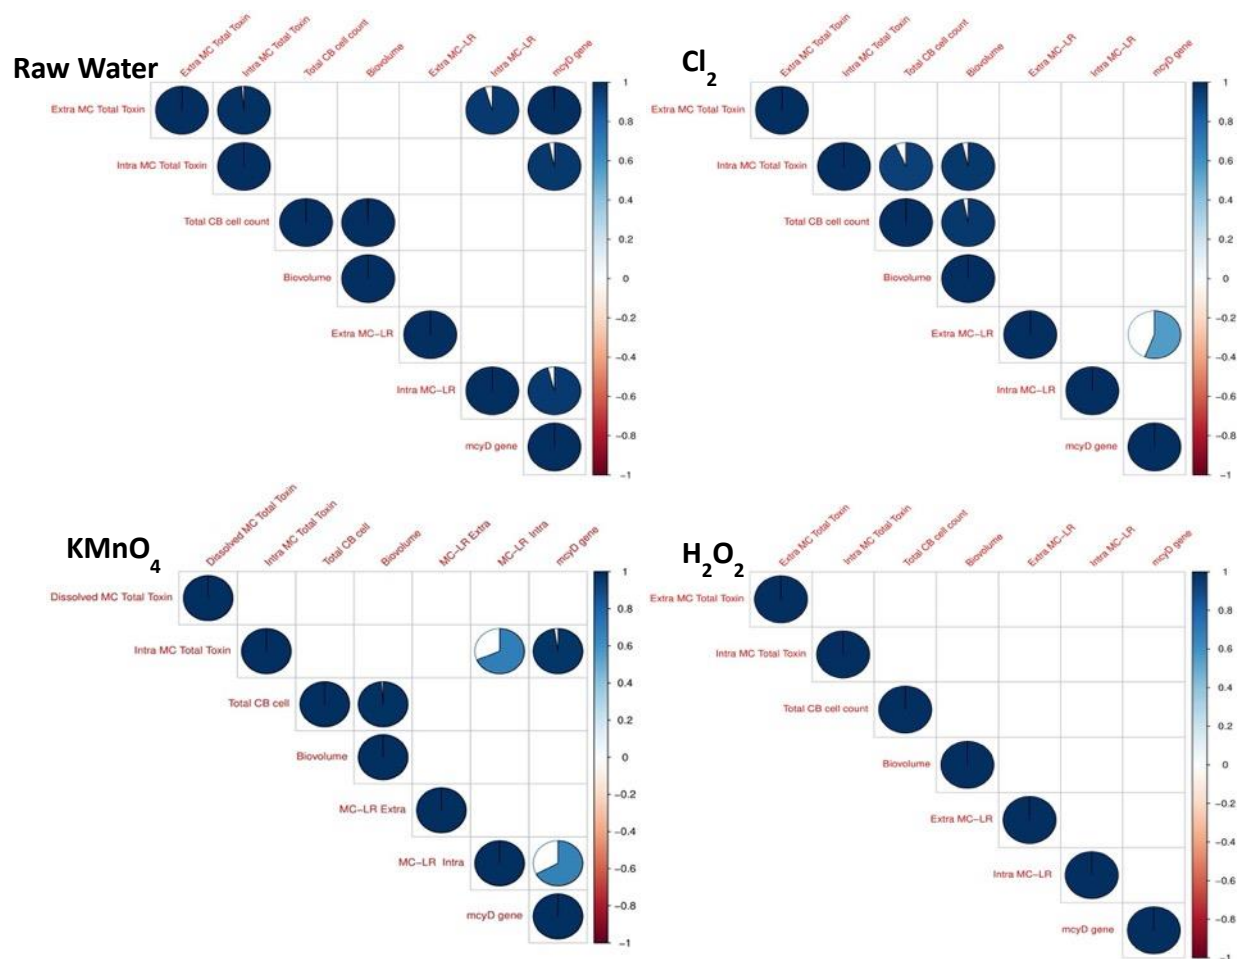 Raw Water
Extra MC Total Toxin
Intra MC Total Toxin
Total CB cell count
Biovolume
Extra MC-LR
Intra MC-LR
mcyD gene
Extra MC Total Toxin
Intra MC Total Toxin
Total CB cell count
Biovolume
Extra MC-LR
Intra MC-LR
mcyD gene
1
0.8
0.6
0.4
0.2
0
-0.2
-0.4
-0.6
-0.8
-1
Cl2
Extra MC Total Toxin
Intra MC Total Toxin
Total CB cell count
Biovolume
Extra MC-LR
Intra MC-LR
mcyD gene
Extra MC Total Toxin
Intra MC Total Toxin
Total CB cell count
Biovolume
Extra MC-LR
Intra MC-LR
mcyD gene
1
0.8
0.6
0.4
0.2
0
-0.2
-0.4
-0.6
-0.8
-1
KMnO4
Dissolved MC Total Toxin
Intra MC Total Toxin
Total CB cell
Biovolume
MC-LR Extra
MC-LR Intra
mcyD gene
Dissolved MC Total Toxin
Intra MC Total Toxin
Total CB cell
Biovolume
MC-LR Extra
MC-LR Intra
mcyD gene
1
0.8
0.6
0.4
0.2
0
-0.2
-0.4
-0.6
-0.8
-1
H2O2
Extra MC Total Toxin
Intra MC Total Toxin
Total CB cell count
Biovolume
Extra MC-LR
Intra MC-LR
mcyD gene
Extra MC Total Toxin
Intra MC Total Toxin
Total CB cell count
Biovolume
Extra MC-LR
Intra MC-LR
mcyD gene
1
0.8
0.6
0.4
0.2
0
-0.2
-0.4
-0.6
-0.8
-1